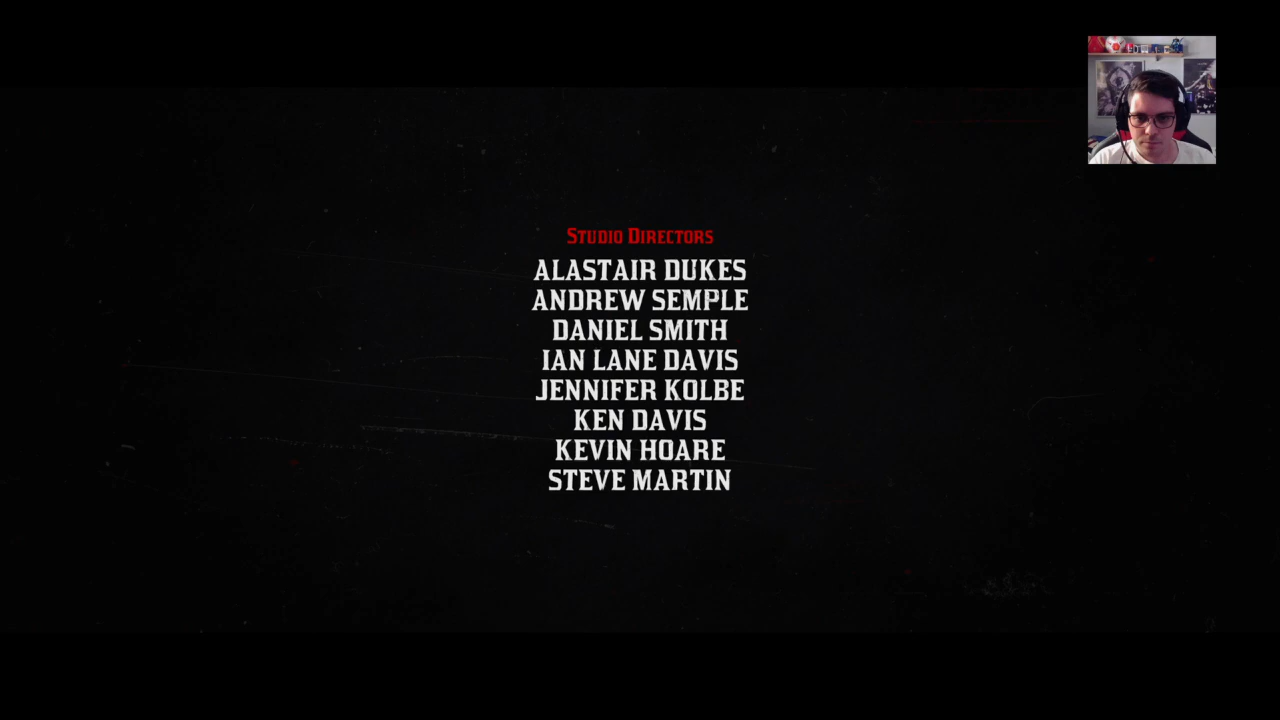 STUDIO DIRECTORS
ALASTAIR DUKES
ANDREW SEMPLE
DANIEL SMITH
IAN LANE DAVIS
JENNIFER KOLBE
KEN DAVIS
KEVIN HOARE
STEVE MARTIN